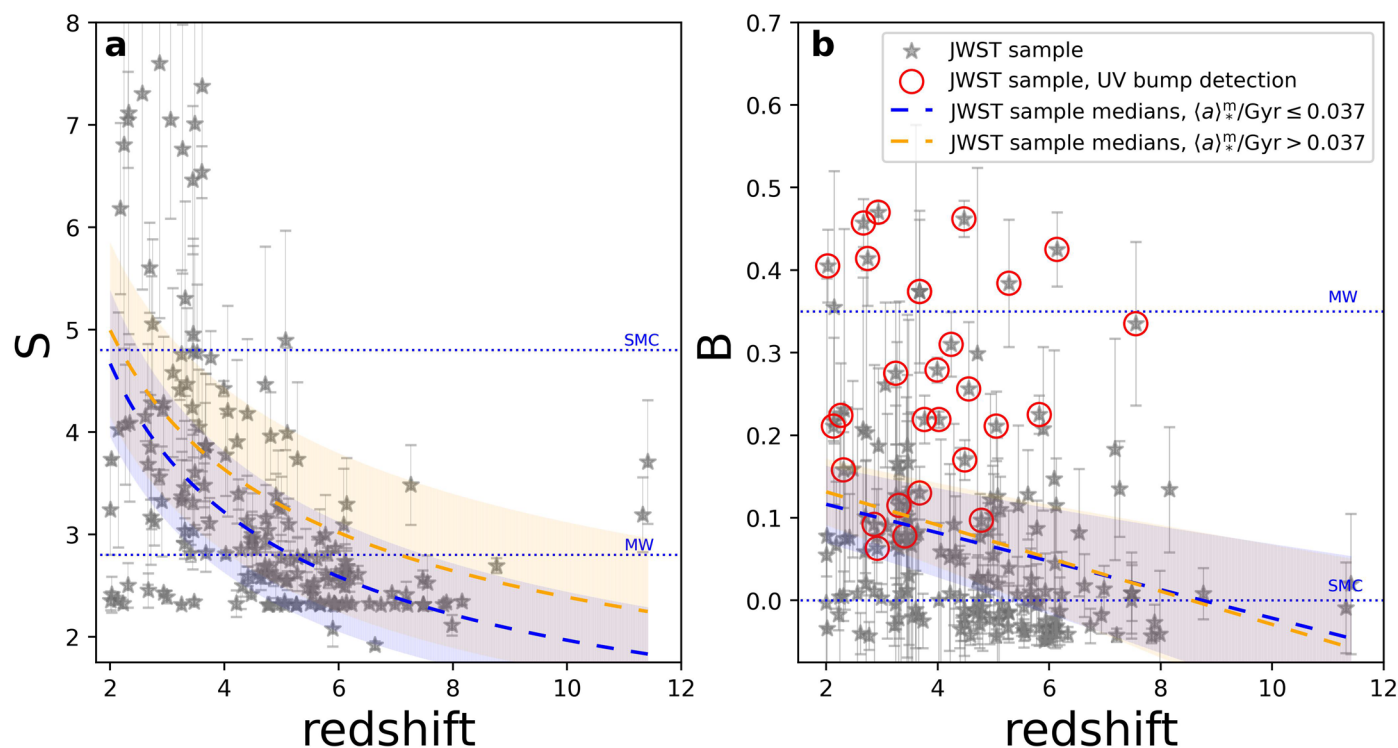 a
8
7
6
5
4
3
2
S
SMC
MW
2 4 6 8 10 12
redshift
b
0.7
0.6
0.5
0.4
0.3
0.2
0.1
0.0
B
JWST sample
JWST sample, UV bump detection
JWST sample medians, ⟨a⟩*ᵐ/Gyr ≤ 0.037
JWST sample medians, ⟨a⟩*ᵐ/Gyr > 0.037
MW
SMC
2 4 6 8 10 12
redshift